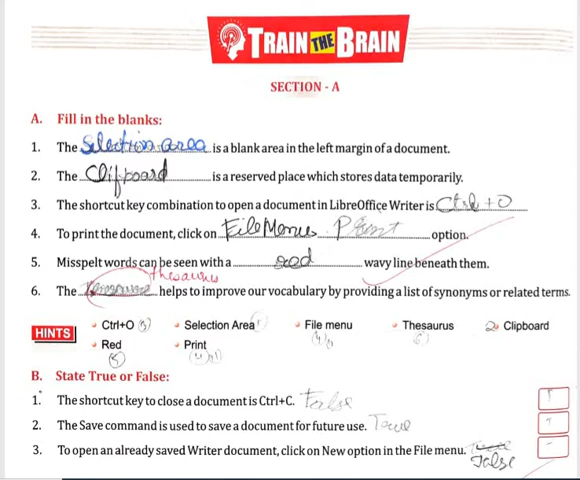 TRAIN THE BRAIN
SECTION - A
A. Fill in the blanks:
1. The Selection area is a blank area in the left margin of a document.
2. The Clifboard is a reserved place which stores data temporarily.
3. The shortcut key combination to open a document in LibreOffice Writer is Ctrl+O
4. To print the document, click on File Menu Print option.
5. Misspelt words can be seen with a red wavy line beneath them.
thesaurus
6. The helps to improve our vocabulary by providing a list of synonyms or related terms.
HINTS
Ctrl+O (3) Selection Area File menu Thesaurus 2 Clipboard
Red Print
(5)
B. State True or False:
1. The shortcut key to close a document is Ctrl+C. False
2. The Save command is used to save a document for future use. True
3. To open an already saved Writer document, click on New option in the File menu.
False